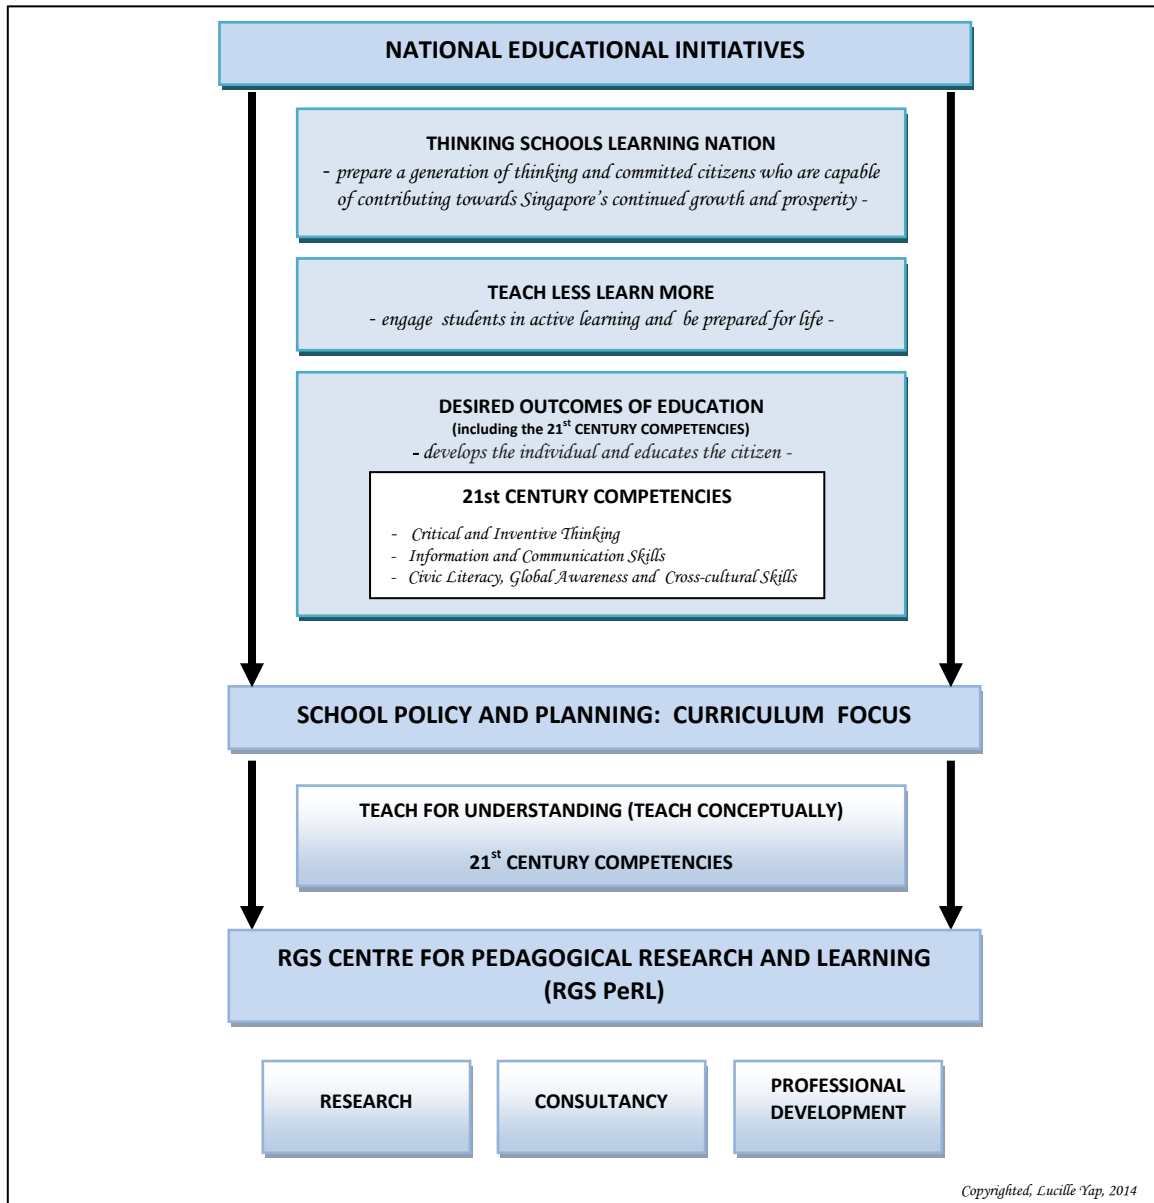 NATIONAL EDUCATIONAL INITIATIVES
THINKING SCHOOLS LEARNING NATION
- prepare a generation of thinking and committed citizens who are capable
of contributing towards Singapore's continued growth and prosperity -
TEACH LESS LEARN MORE
- engage students in active learning and be prepared for life -
DESIRED OUTCOMES OF EDUCATION
(including the 21st CENTURY COMPETENCIES)
- develops the individual and educates the citizen -
21st CENTURY COMPETENCIES
- Critical and Inventive Thinking
- Information and Communication Skills
- Civic Literacy, Global Awareness and Cross-cultural Skills
SCHOOL POLICY AND PLANNING: CURRICULUM FOCUS
TEACH FOR UNDERSTANDING (TEACH CONCEPTUALLY)
21st CENTURY COMPETENCIES
RGS CENTRE FOR PEDAGOGICAL RESEARCH AND LEARNING
(RGS PeRL)
RESEARCH
CONSULTANCY
PROFESSIONAL
DEVELOPMENT
Copyrighted, Lucille Yap, 2014